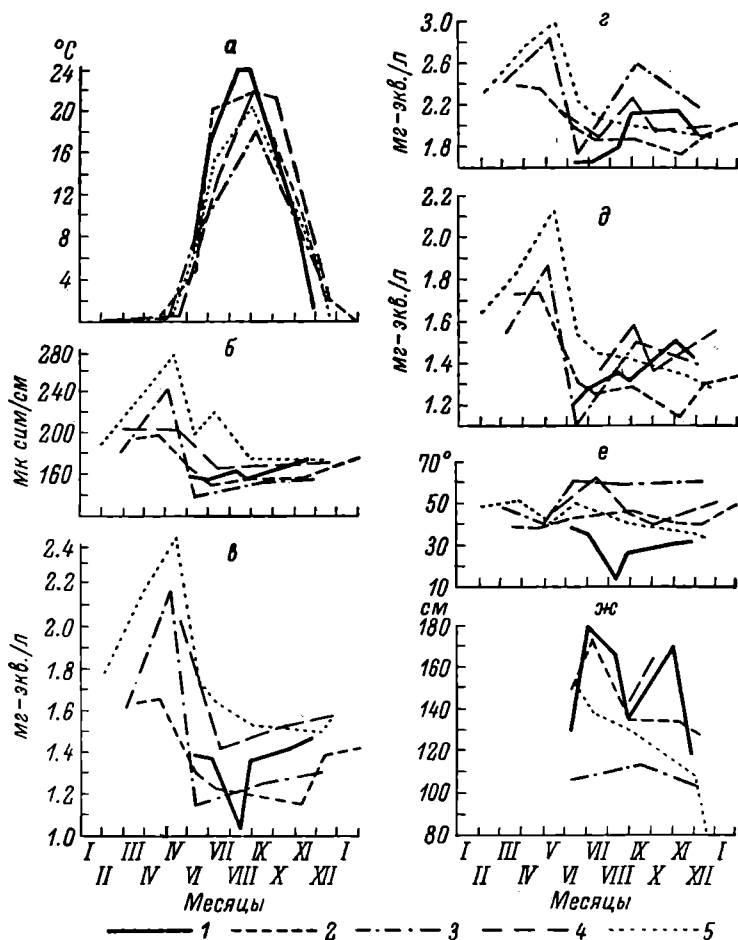 а
°C
24
20
16
12
8
4
б
Мк сим/см
280
240
200
160
в
мг-экв./л
2.4
2.2
2.0
1.8
1.6
1.4
1.2
1.0
I III IV VII IX XI I
II IV VI VIII X XII
Месяцы
г
мг-экв./л
3.0
2.6
2.2
1.8
д
мг-экв./л
2.2
2.0
1.8
1.6
1.4
1.2
е
70°
50
30
10
ж
см
180
160
140
120
100
80
I III V VII IX XI I
II IV VI VIII X XII
Месяцы
1 2 3 4 5